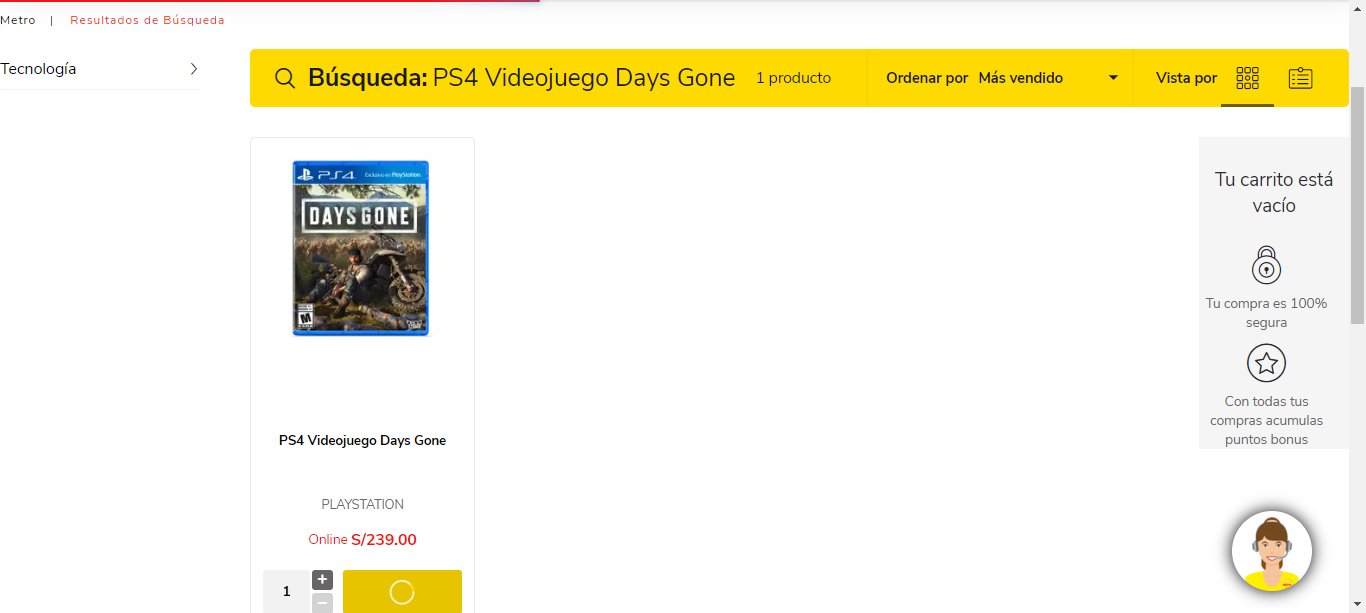 Metro | Resultados de Búsqueda
Tecnología
Búsqueda: PS4 Videojuego Days Gone 1 producto Ordenar por Más vendido Vista por
PS4 Exclusivo en PlayStation.
DAYS GONE
M
PS4 Videojuego Days Gone
PLAYSTATION
Online S/239.00
1 +
−
Tu carrito está
vacío
Tu compra es 100%
segura
Con todas tus
compras acumulas
puntos bonus